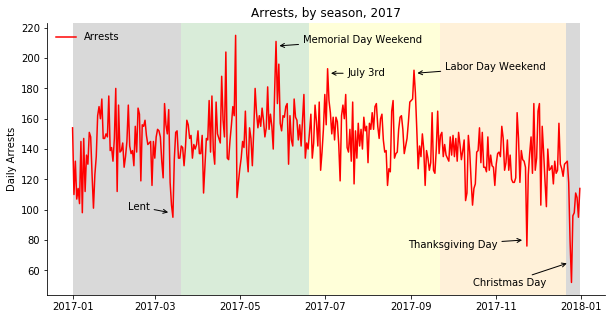 Arrests, by season, 2017
Arrests
Memorial Day Weekend
July 3rd
Labor Day Weekend
Lent
Thanksgiving Day
Christmas Day
Daily Arrests
220
200
180
160
140
120
100
80
60
2017-01
2017-03
2017-05
2017-07
2017-09
2017-11
2018-01